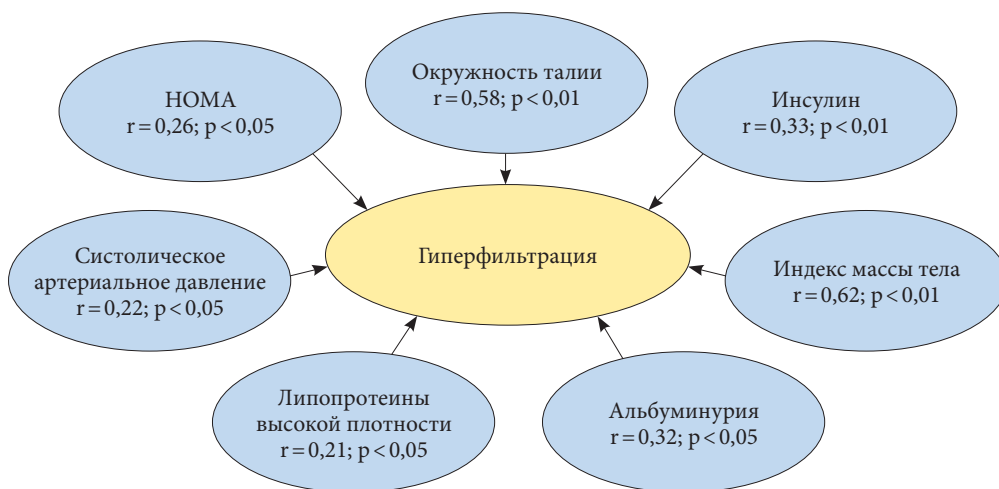 Окружность талии
r = 0,58; p < 0,01
НОМА
r = 0,26; p < 0,05
Инсулин
r = 0,33; p < 0,01
Гиперфильтрация
Систолическое
артериальное давление
r = 0,22; p < 0,05
Индекс массы тела
r = 0,62; p < 0,01
Липопротеины
высокой плотности
r = 0,21; p < 0,05
Альбуминурия
r = 0,32; p < 0,05